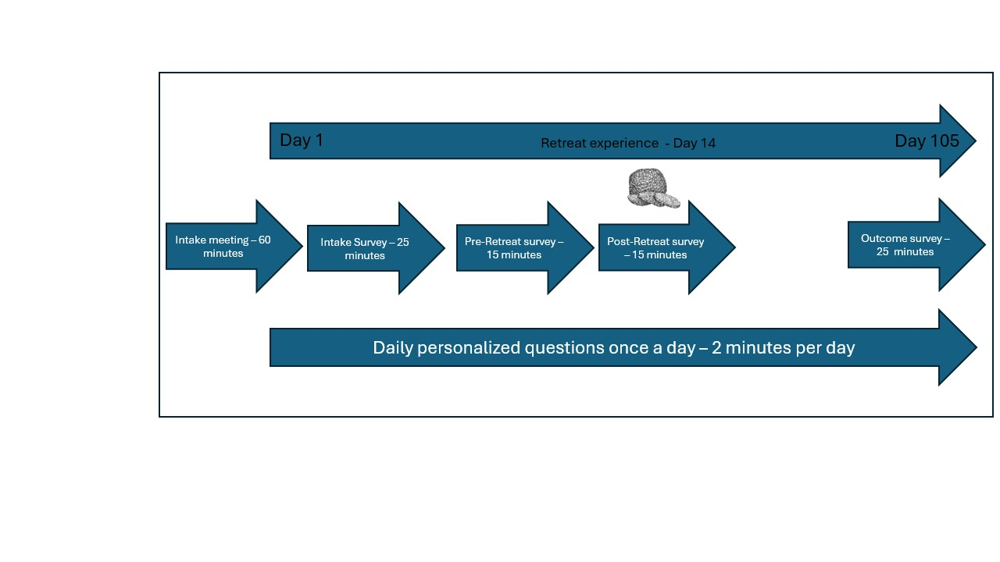 Day 1
Retreat experience  - Day 14
Day 105
Intake meeting – 60
minutes
Intake Survey – 25
minutes
Pre-Retreat survey –
15 minutes
Post-Retreat survey
– 15 minutes
Outcome survey –
25  minutes
Daily personalized questions once a day – 2 minutes per day